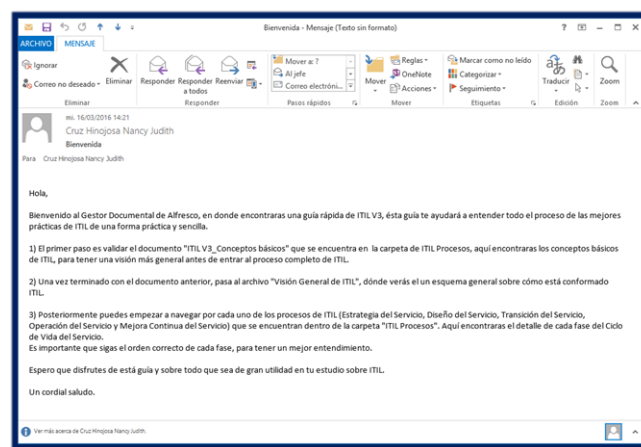 Bienvenida - Mensaje (Texto sin formato)
ARCHIVO MENSAJE
Ignorar
Correo no deseado
Eliminar
Responder Responder a todos Reenviar
Mover a: ?
Al jefe
Correo electróni...
Mover
Reglas
OneNote
Acciones
Marcar como no leído
Categorizar
Seguimiento
Traducir
Zoom
Eliminar Responder Pasos rápidos Mover Etiquetas Edición Zoom
mi. 16/03/2016 14:21
Cruz Hinojosa Nancy Judith
Bienvenida
Para Cruz Hinojosa Nancy Judith
Hola,
Bienvenido al Gestor Documental de Alfresco, en donde encontraras una guía rápida de ITIL V3, ésta guía te ayudará a entender todo el proceso de las mejores
prácticas de ITIL de una forma práctica y sencilla.
1) El primer paso es validar el documento "ITIL V3_Conceptos básicos" que se encuentra en la carpeta de ITIL Procesos, aquí encontraras los conceptos básicos
de ITIL, para tener una visión más general antes de entrar al proceso completo de ITIL.
2) Una vez terminado con el documento anterior, pasa al archivo "Visión General de ITIL", dónde verás el un esquema general sobre cómo está conformado
ITIL.
3) Posteriormente puedes empezar a navegar por cada uno de los procesos de ITIL (Estrategia del Servicio, Diseño del Servicio, Transición del Servicio,
Operación del Servicio y Mejora Continua del Servicio) que se encuentran dentro de la carpeta "ITIL Procesos". Aquí encontraras el detalle de cada fase del Ciclo
de Vida del Servicio.
Es importante que sigas el orden correcto de cada fase, para tener un mejor entendimiento.
Espero que disfrutes de está guía y sobre todo que sea de gran utilidad en tu estudio sobre ITIL.
Un cordial saludo.
Ver más acerca de Cruz Hinojosa Nancy Judith.